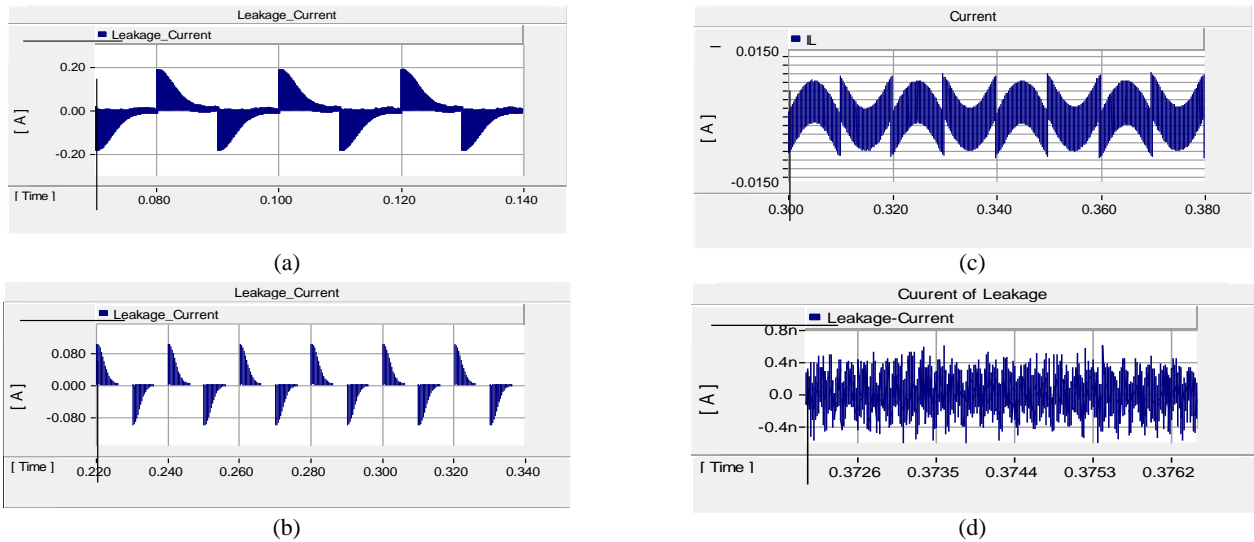 Leakage_Current
Leakage_Current
0.20
0.00
-0.20
[ A ]
[ Time ]
0.080
0.100
0.120
0.140
(a)
Leakage_Current
Leakage_Current
0.080
0.000
-0.080
[ A ]
[ Time ]
0.220
0.240
0.260
0.280
0.300
0.320
0.340
(b)
Current
IL
0.0150
-0.0150
[ A ]
0.300
0.320
0.340
0.360
0.380
(c)
Cuurent of Leakage
Leakage-Current
0.8n
0.4n
0.0
-0.4n
[ A ]
[ Time ]
0.3726
0.3735
0.3744
0.3753
0.3762
(d)